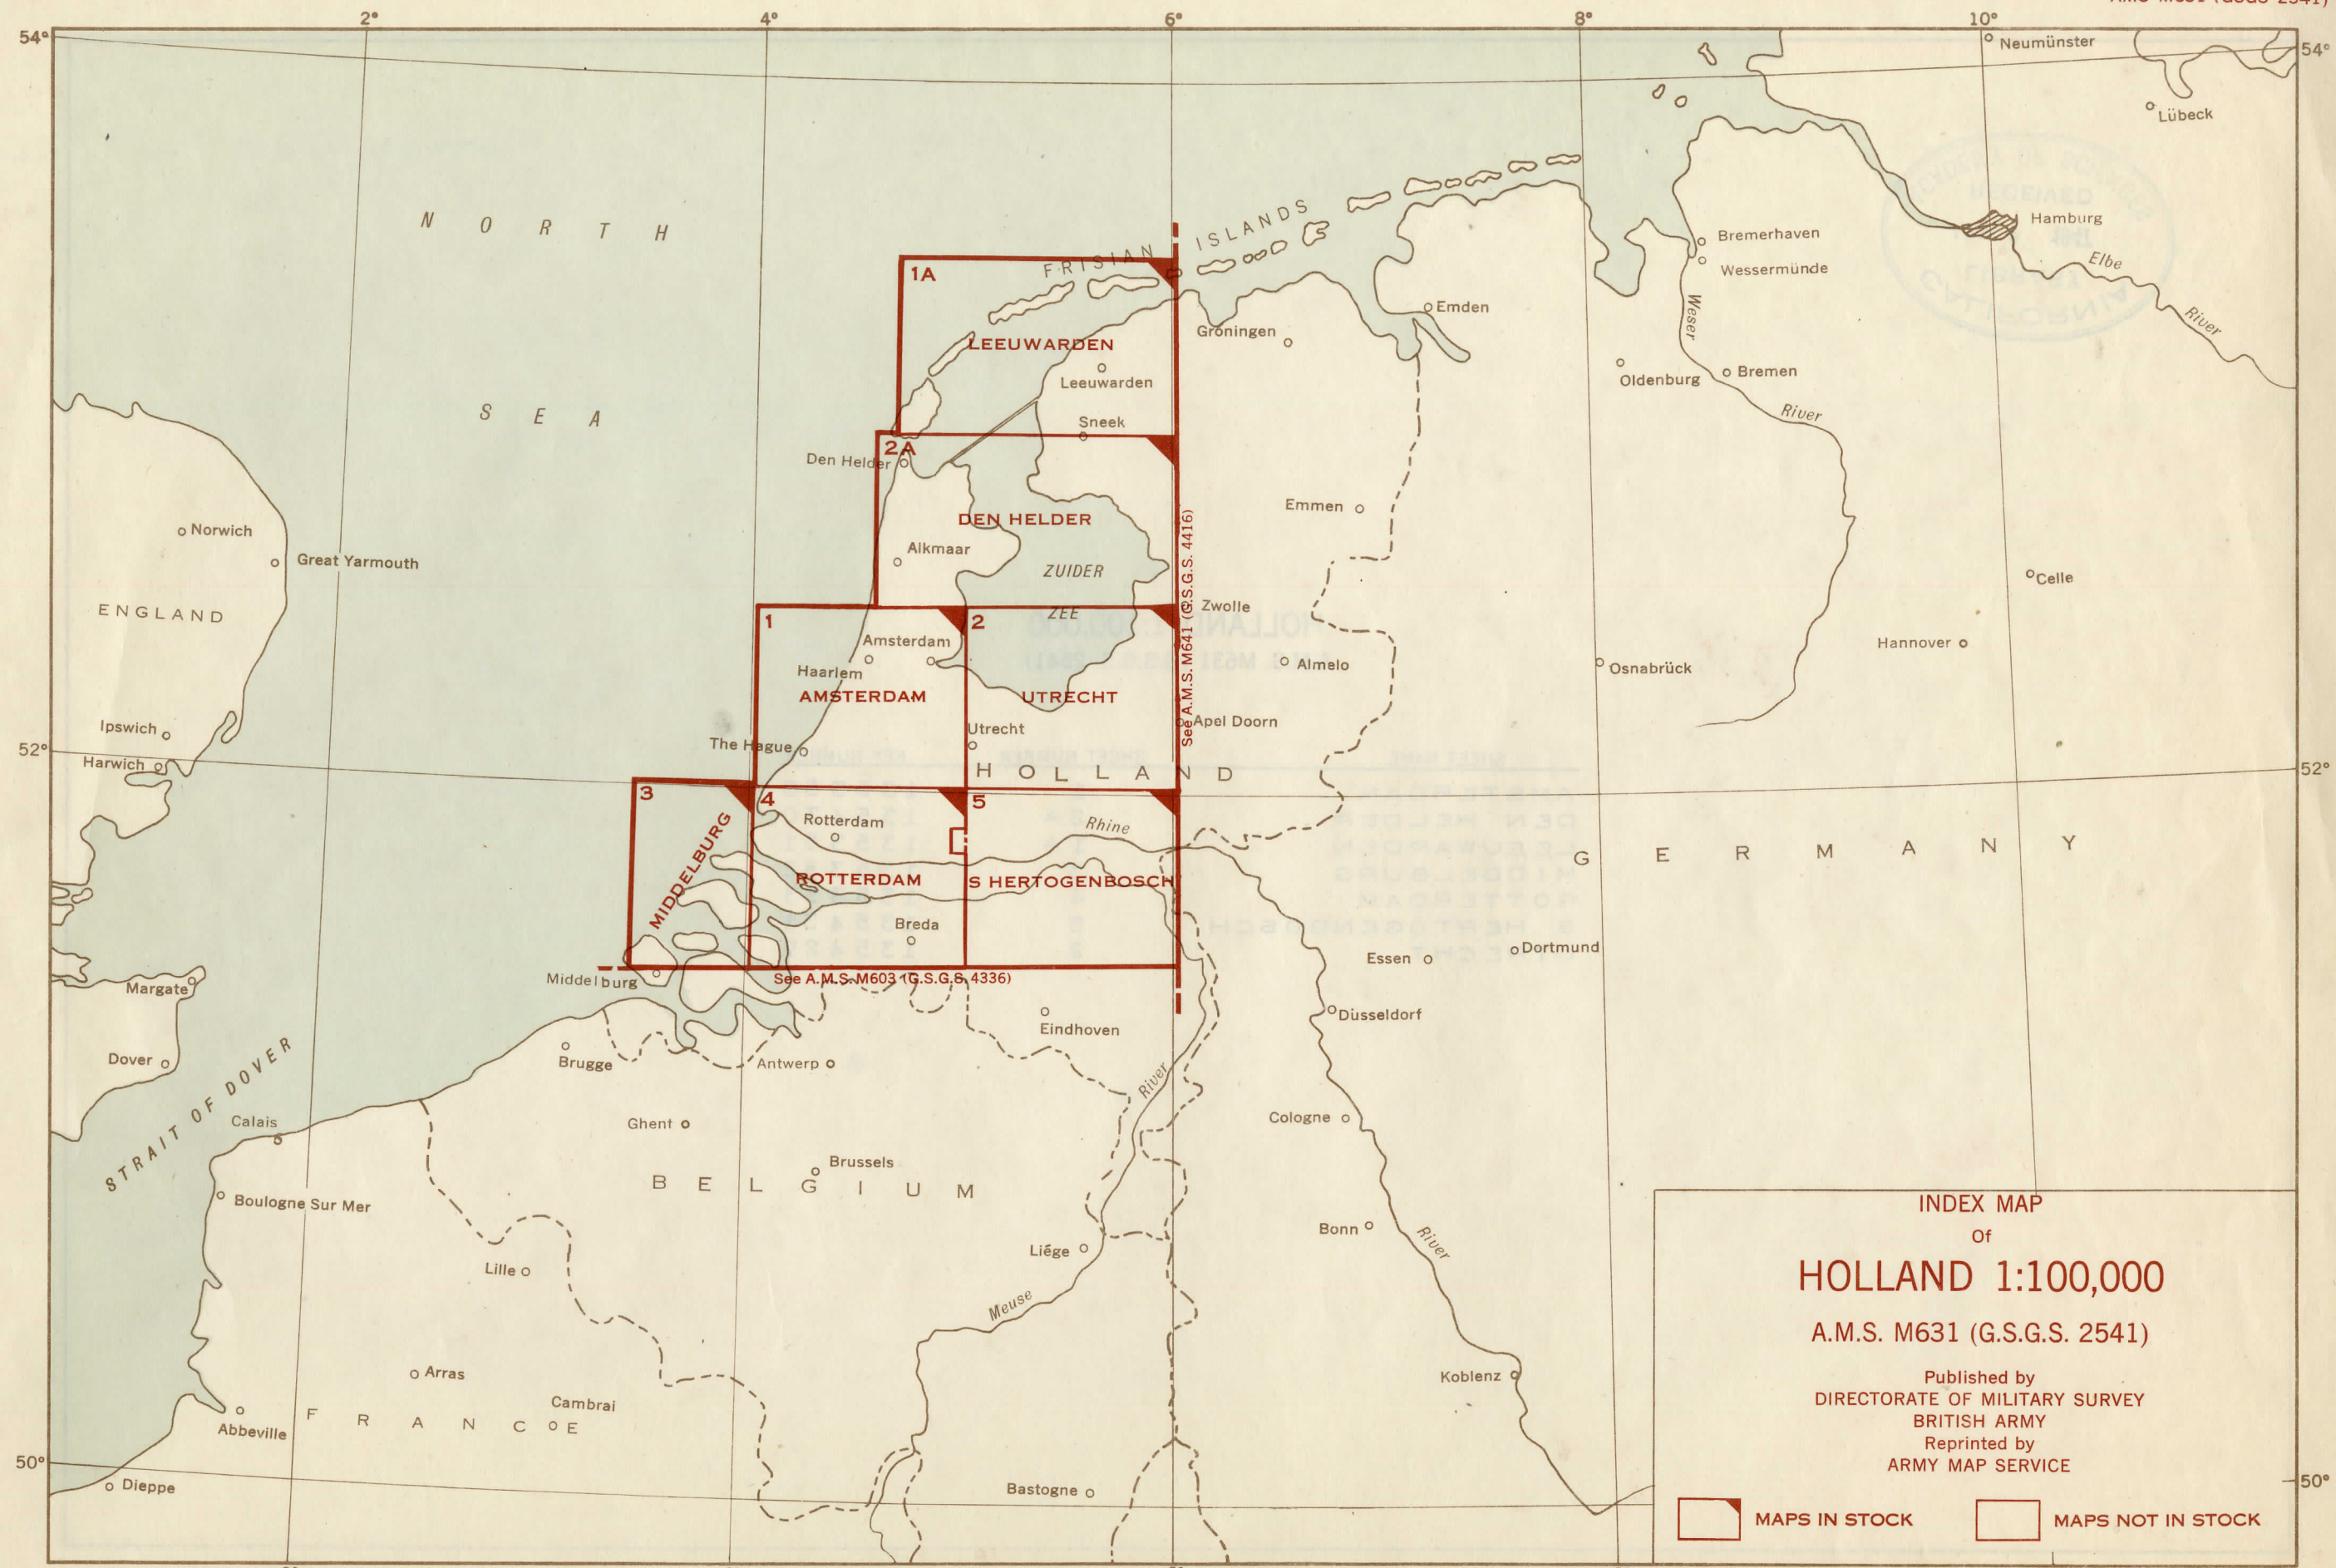 2°
4°
6°
8°
10°
54°
54°
Neumünster
Lübeck
N O R T H
S E A
FRISIAN ISLANDS
Hamburg
Bremerhaven
Wessermünde
Elbe
River
1A
LEEUWARDEN
Leeuwarden
Sneek
Groningen
Emden
Weser
Oldenburg
Bremen
River
2A
Den Helder
DEN HELDER
Alkmaar
ZUIDER
ZEE
Emmen
See A.M.S. M641 (G.S.G.S. 4416)
Norwich
Great Yarmouth
ENGLAND
Celle
1
2
Zwolle
Amsterdam
Haarlem
AMSTERDAM
UTRECHT
Almelo
Osnabrück
Hannover
Ipswich
Harwich
The Hague
Utrecht
Apel Doorn
52°
52°
H O L L A N D
3
4
5
MIDDELBURG
Rotterdam
Rhine
ROTTERDAM
S HERTOGENBOSCH
Breda
G E R M A N Y
Essen
Dortmund
Margate
Middelburg
See A.M.S. M603 (G.S.G.S. 4336)
Eindhoven
Düsseldorf
Dover
STRAIT OF DOVER
Brugge
Antwerp
River
Calais
Ghent
Cologne
Brussels
B E L G I U M
Boulogne Sur Mer
Bonn
Liége
River
Lille
Meuse
Arras
Cambrai
Koblenz
F R A N C E
Abbeville
50°
50°
Dieppe
Bastogne
INDEX MAP
Of
HOLLAND 1:100,000
A.M.S. M631 (G.S.G.S. 2541)
Published by
DIRECTORATE OF MILITARY SURVEY
BRITISH ARMY
Reprinted by
ARMY MAP SERVICE
MAPS IN STOCK
MAPS NOT IN STOCK